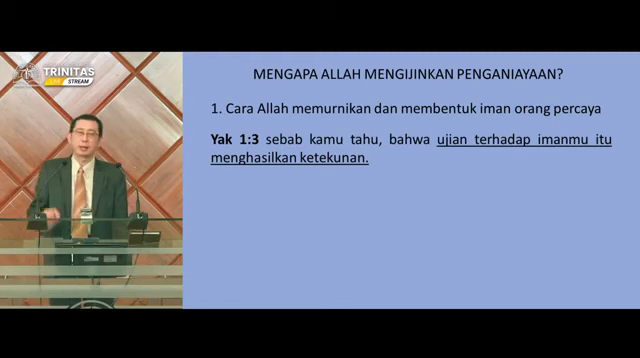 TRINITAS
LIVE STREAM
MENGAPA ALLAH MENGIJINKAN PENGANIAYAAN?
1. Cara Allah memurnikan dan membentuk iman orang percaya
Yak 1:3 sebab kamu tahu, bahwa ujian terhadap imanmu itu
menghasilkan ketekunan.